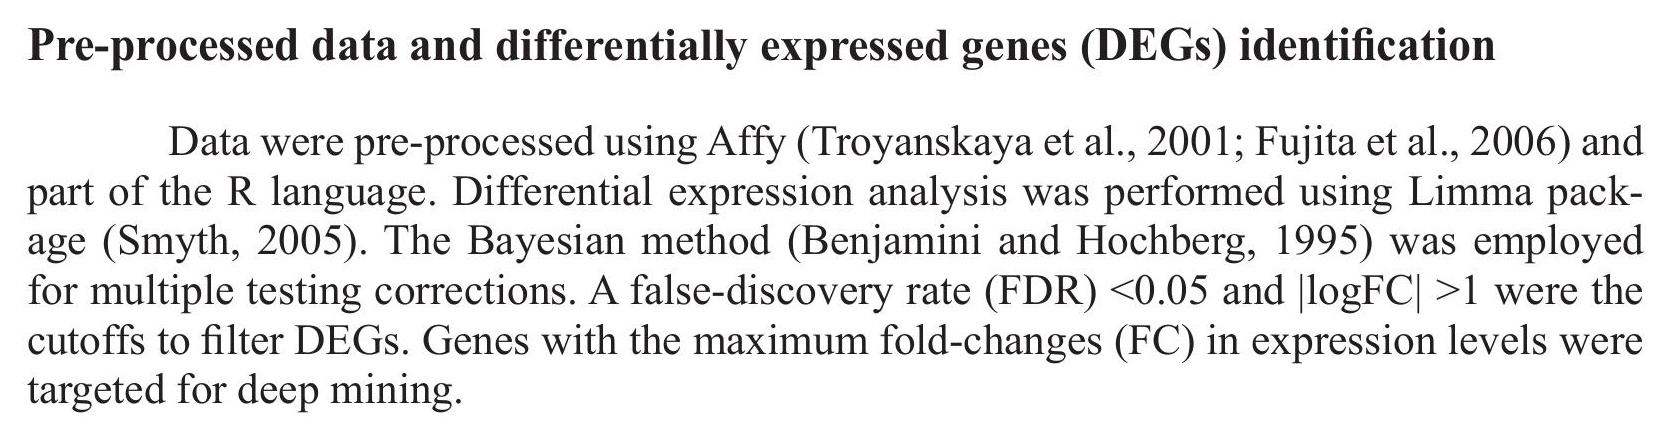 Pre-processed data and differentially expressed genes (DEGs) identification
Data were pre-processed using Affy (Troyanskaya et al., 2001; Fujita et al., 2006) and
part of the R language. Differential expression analysis was performed using Limma pack-
age (Smyth, 2005). The Bayesian method (Benjamini and Hochberg, 1995) was employed
for multiple testing corrections. A false-discovery rate (FDR) <0.05 and |logFC| >1 were the
cutoffs to filter DEGs. Genes with the maximum fold-changes (FC) in expression levels were
targeted for deep mining.